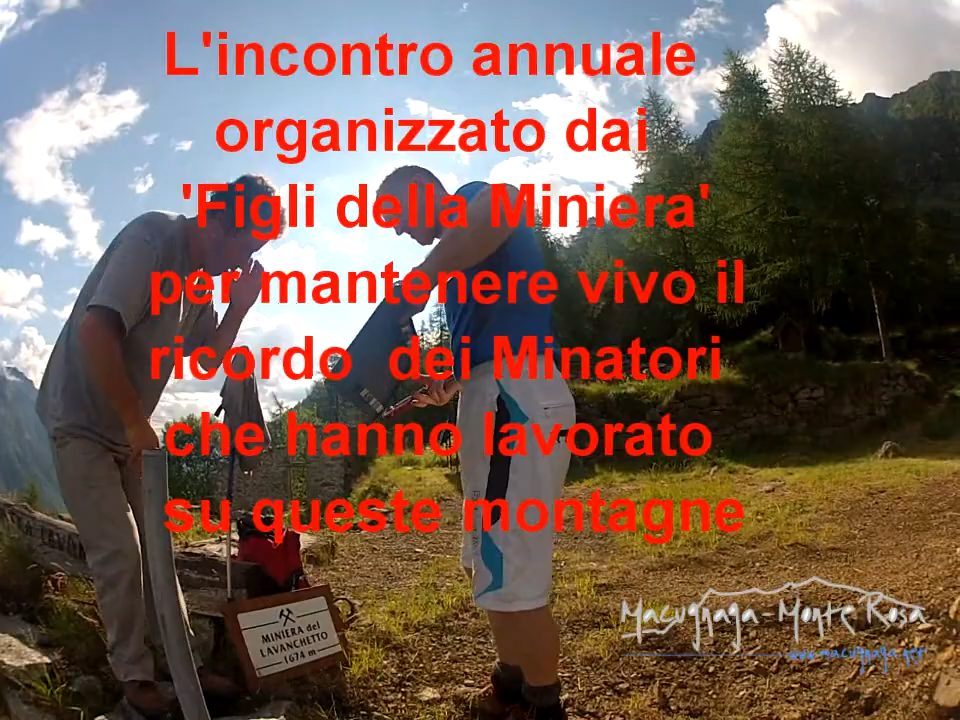 L'incontro annuale
organizzato dai
'Figli della Miniera'
per mantenere vivo il
ricordo dei Minatori
che hanno lavorato
su queste montagne
MINIERA del
LAVANCHETTO
1674 m
Macugnaga-Monte Rosa